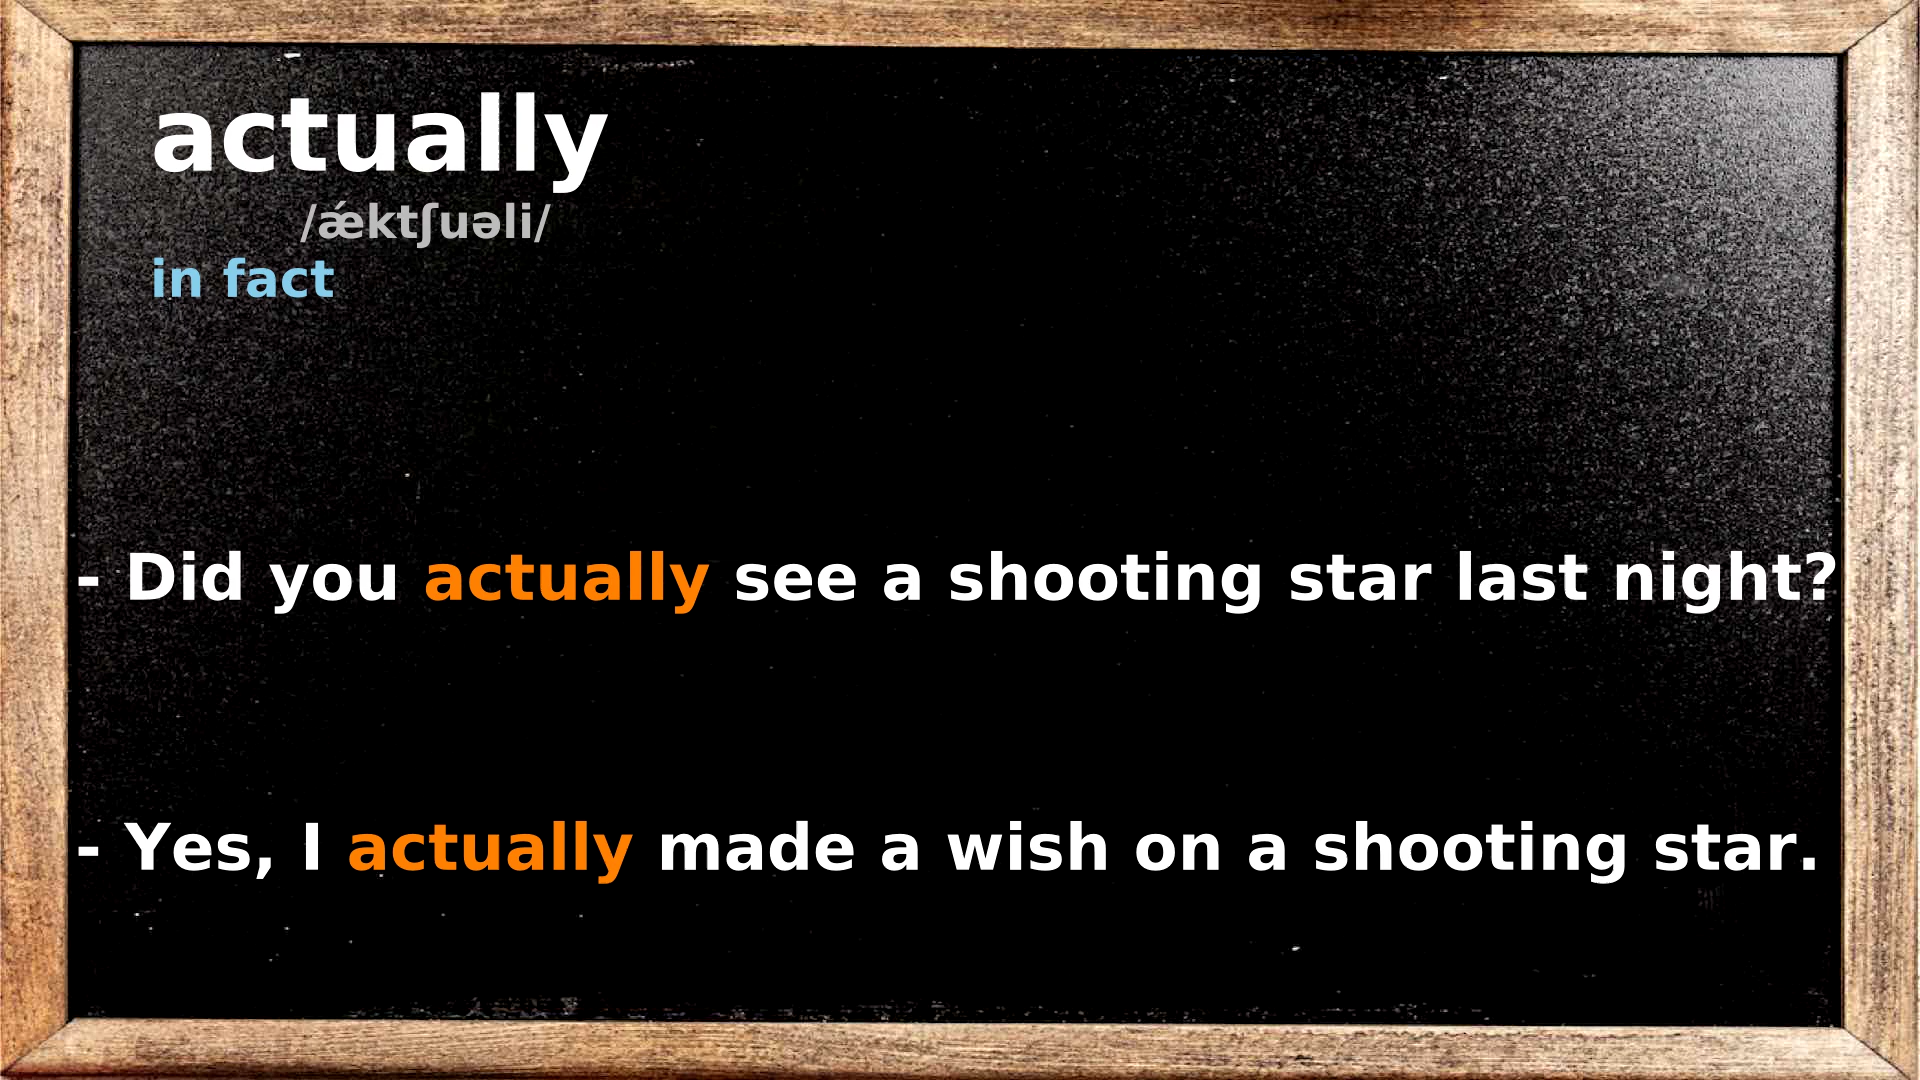 actually
/ǽktʃuəli/
in fact
- Did you actually see a shooting star last night?
- Yes, I actually made a wish on a shooting star.